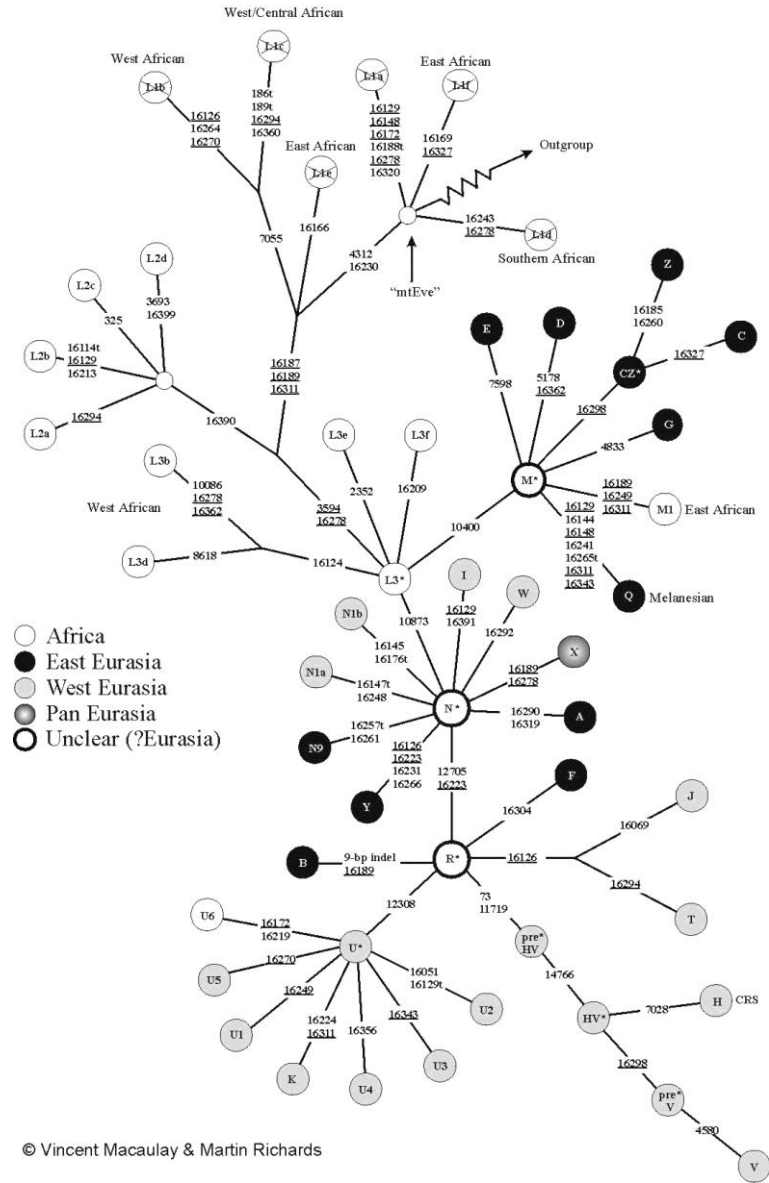 West/Central African
L1c
West African
L1b
L1a
East African
L1f
16126
16264
16270
186t
189t
16294
16360
16129
16148
16172
16188t
16278
16320
16169
16327
Outgroup
East African
L1e
7055
16166
4312
16230
16243
16278
L1d
Southern African
"mtEve"
L2d
L2c
3693
16399
325
L2b
16114t
16129
16213
L2a
16294
16187
16189
16311
16390
Z
16185
16260
C
16327
CZ*
E
D
7598
5178
16362
16298
G
4833
L3e
L3f
L3b
2352
16209
M*
10086
16278
16362
West African
3594
16278
16189
16249
16311
M1
East African
10400
16129
16144
16148
16241
16265t
16311
16343
L3d
8618
16124
L3*
Q
Melanesian
I
W
10873
N1b
16129
16391
16292
X
16145
16176t
16189
16278
N1a
16147t
16248
N*
16290
16319
A
N9
16257t
16261
16126
16223
16231
16266
Y
12705
16223
F
16304
J
16069
B
9-bp indel
16189
R*
16126
16294
T
12308
73
11719
U6
16172
16219
U*
pre*
HV
U5
16270
16051
16129t
U2
14766
U1
16249
16224
16311
16356
16343
HV*
7028
H
CRS
U3
K
U4
16298
pre*
V
4580
V
Africa
East Eurasia
West Eurasia
Pan Eurasia
Unclear (?Eurasia)
© Vincent Macaulay & Martin Richards